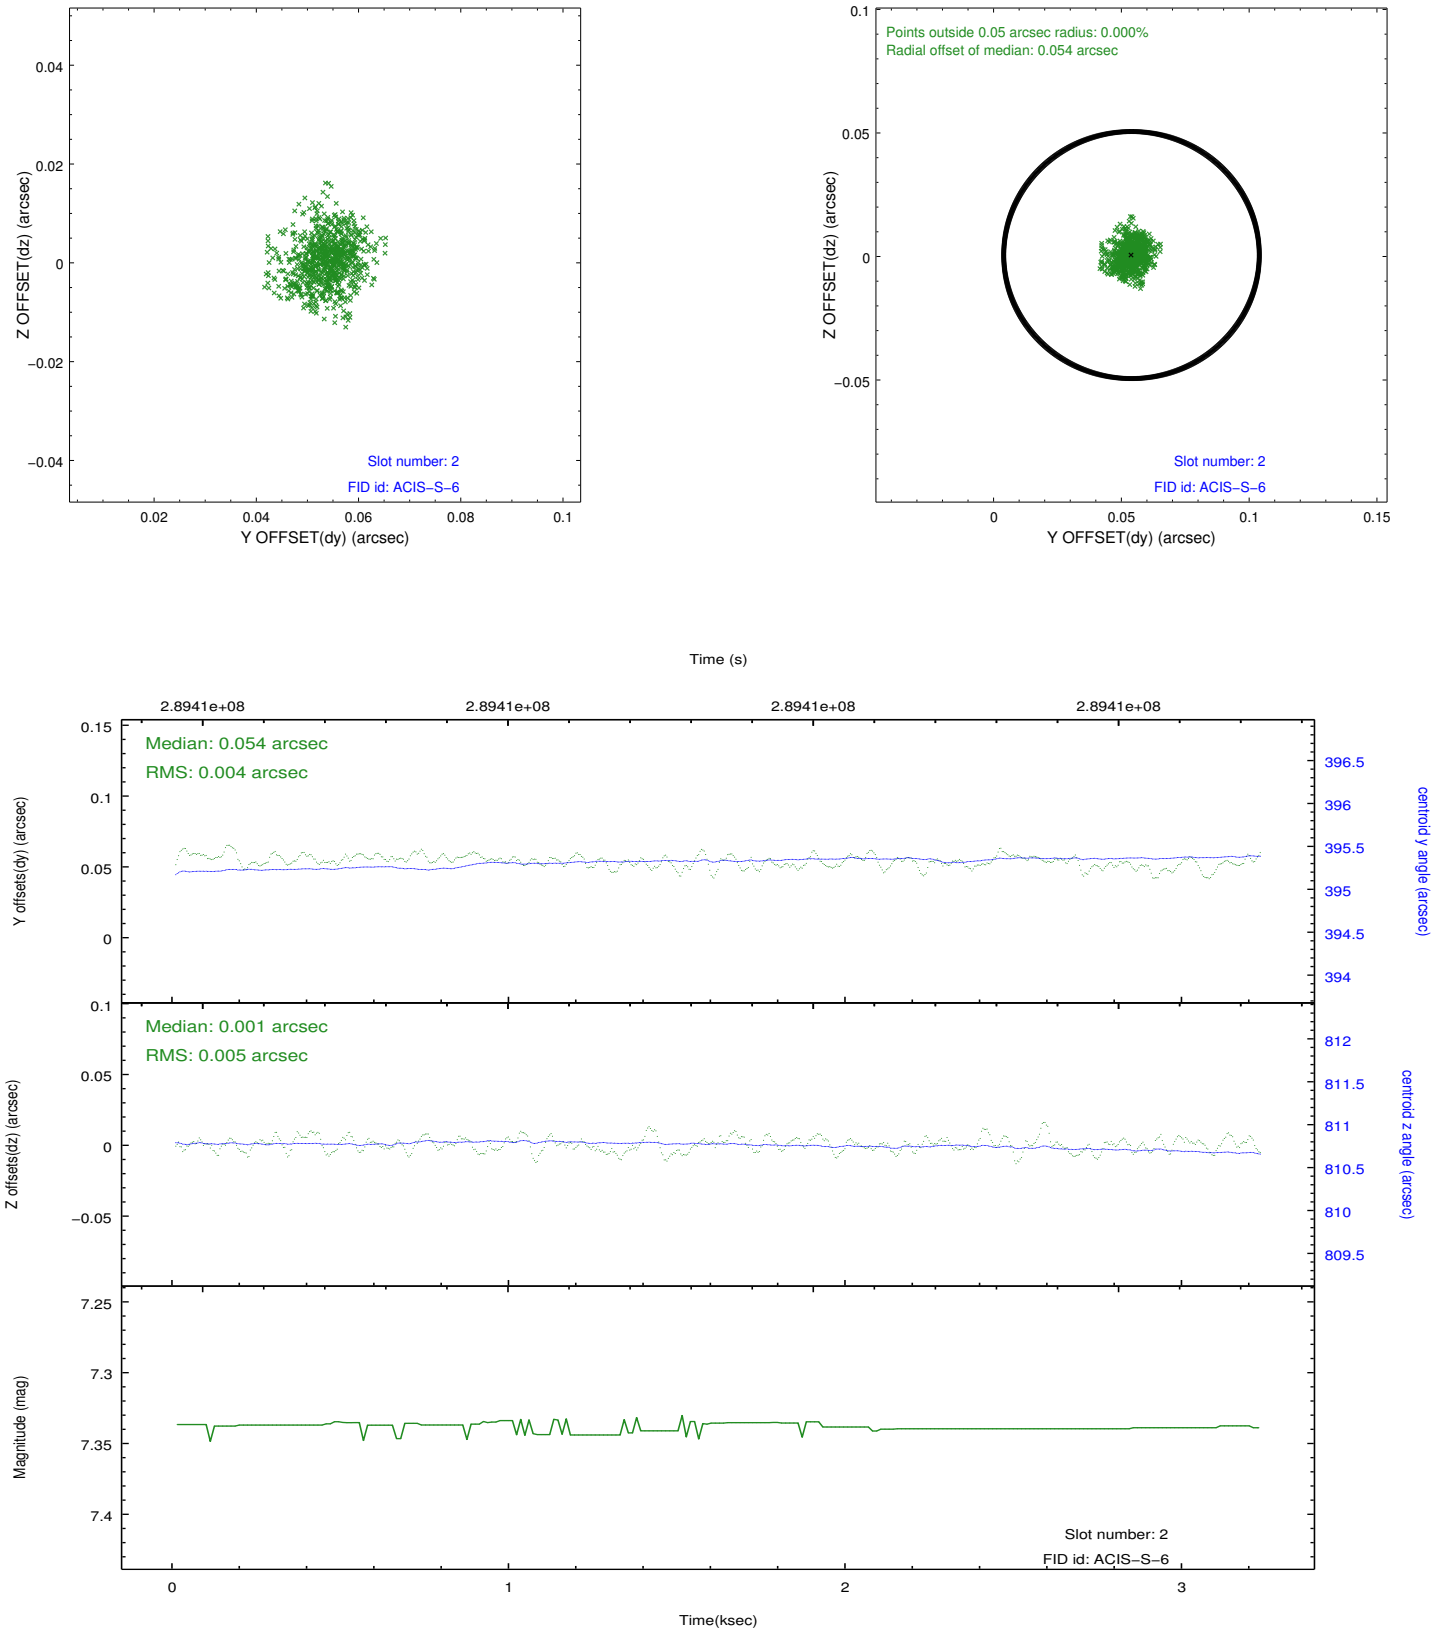 0.04
0.02
0
−0.02
−0.04
Z OFFSET(dz) (arcsec)
Slot number: 2
FID id: ACIS−S−6
0.02
0.04
0.06
0.08
0.1
Y OFFSET(dy) (arcsec)
0.1
0.05
0
−0.05
Z OFFSET(dz) (arcsec)
Points outside 0.05 arcsec radius: 0.000%
Radial offset of median: 0.054 arcsec
Slot number: 2
FID id: ACIS−S−6
0
0.05
0.1
0.15
Y OFFSET(dy) (arcsec)
Time (s)
2.8941e+08
2.8941e+08
2.8941e+08
2.8941e+08
0.15
0.1
0.05
0
Y offsets(dy) (arcsec)
Median: 0.054 arcsec
RMS: 0.004 arcsec
396.5
396
395.5
395
394.5
394
centroid y angle (arcsec)
0.1
0.05
0
−0.05
Z offsets(dz) (arcsec)
Median: 0.001 arcsec
RMS: 0.005 arcsec
812
811.5
811
810.5
810
809.5
centroid z angle (arcsec)
7.25
7.3
7.35
7.4
Magnitude (mag)
Slot number: 2
FID id: ACIS−S−6
0
1
2
3
Time(ksec)